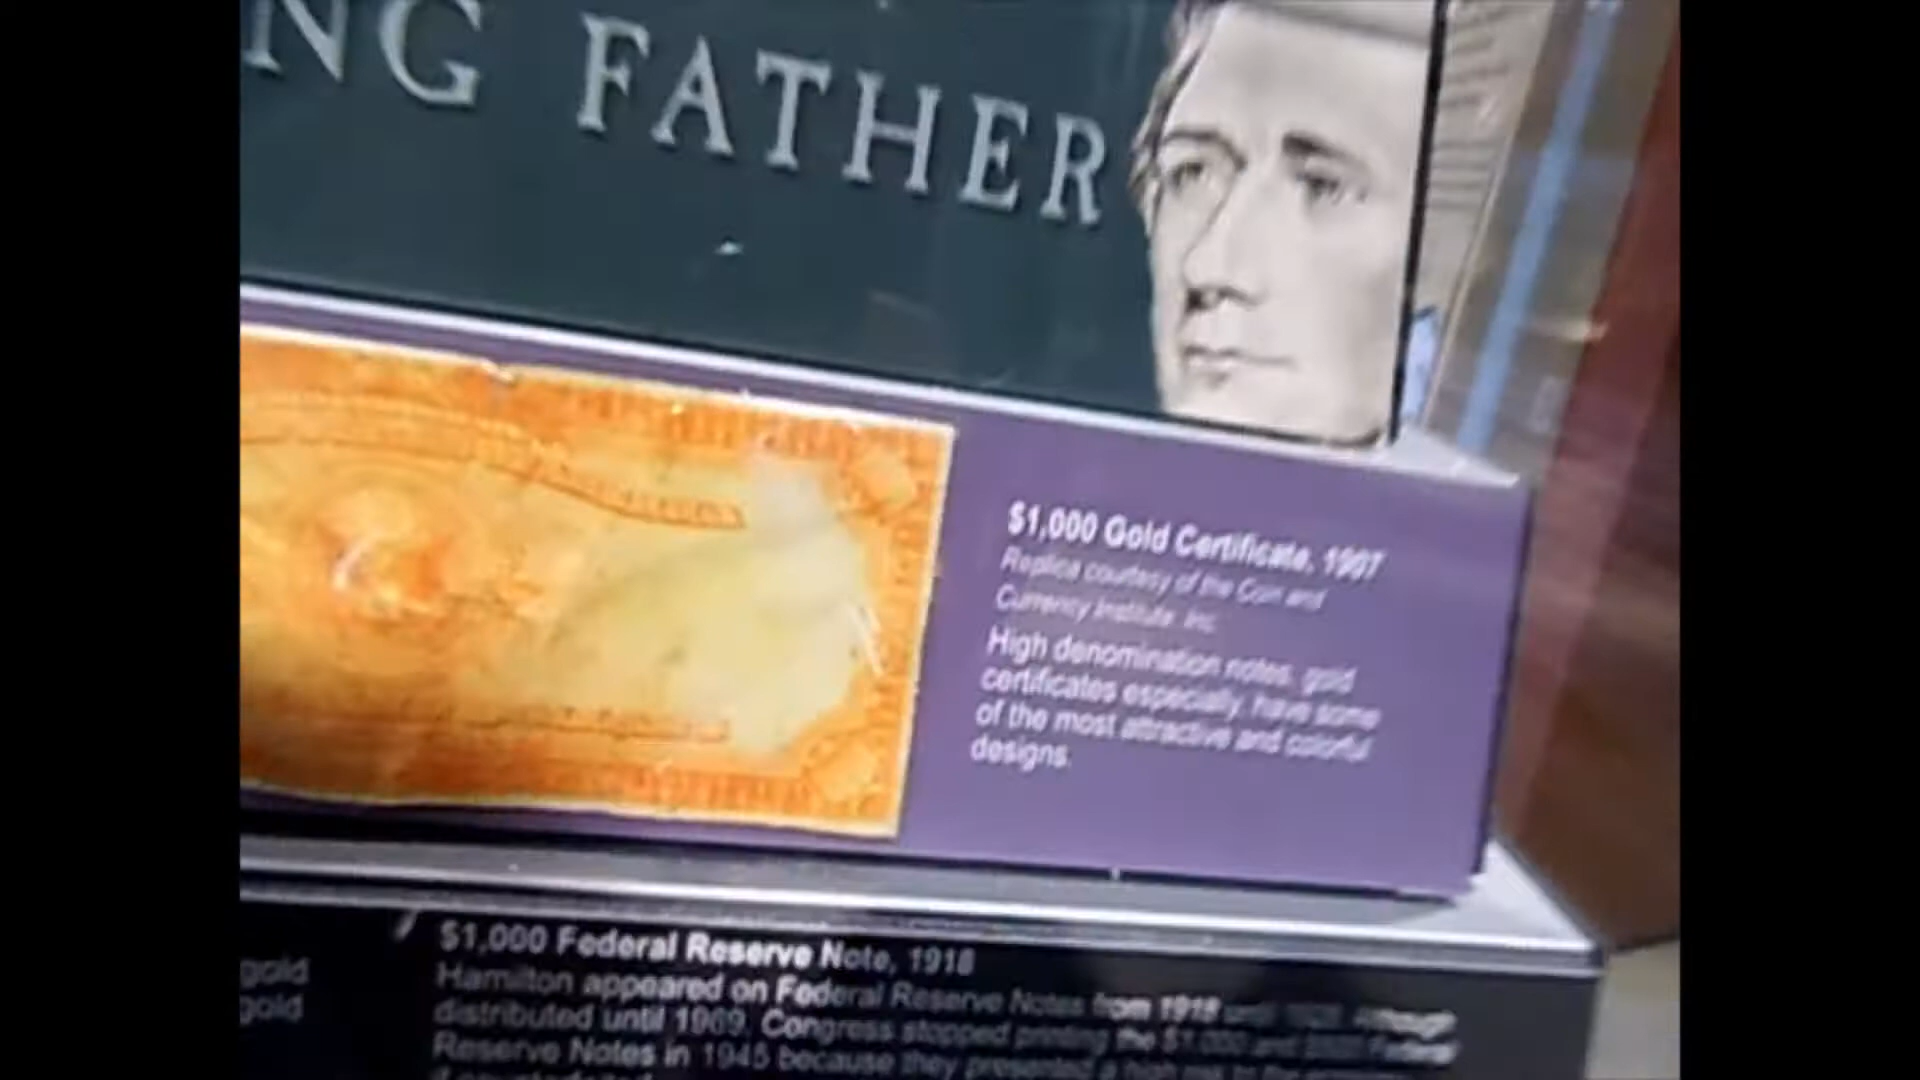 NG FATHER
$1,000 Gold Certificate, 1907
Replica courtesy of the Coin and
Currency Institute, Inc.
High denomination notes, gold
certificates especially, have some
of the most attractive and colorful
designs.
$1,000 Federal Reserve Note, 1918
gold
Hamilton appeared on Federal Reserve Notes from 1918 until
gold
distributed until 1969. Congress stopped printing the $1,000 and
Reserve Notes in 1945 because they presented a high